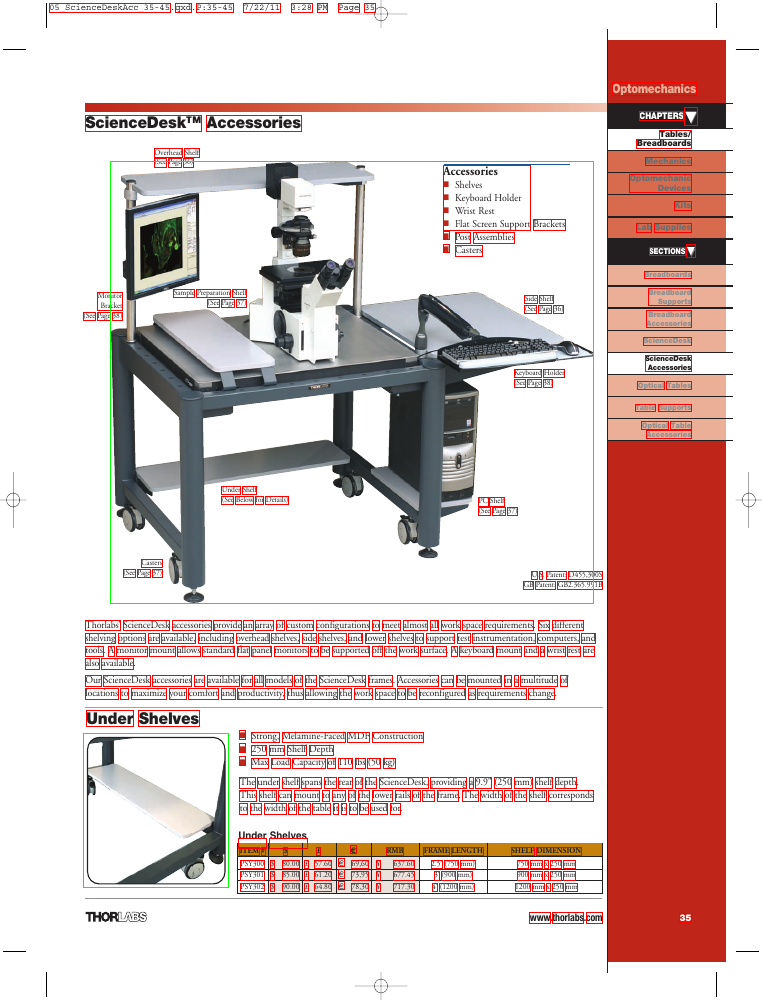 05 ScienceDeskAcc 35-45.qxd.P:35-45 7/22/11 3:28 PM Page 35
Optomechanics
CHAPTERS ▼
Tables/
Breadboards
Mechanics
Optomechanic
Devices
Kits
Lab Supplies
SECTIONS ▼
Breadboards
Breadboard
Supports
Breadboard
Accessories
ScienceDesk
ScienceDesk
Accessories
Optical Tables
Table Supports
Optical Table
Accessories
ScienceDesk™ Accessories
Overhead Shelf
(See Page 36)
Accessories
Shelves
Keyboard Holder
Wrist Rest
Flat Screen Support Brackets
Post Assemblies
Casters
Monitor
Bracket
(See Page 38)
Sample Preparation Shelf
(See Page 37)
Side Shelf
(See Page 36)
Keyboard Holder
(See Page 38)
THORLABS
Under Shelf
(See Below for Details)
PC Shelf
(See Page 37)
Casters
(See Page 37)
U.S. Patent: D455,300S
GB Patent: GB2,365,991B
Thorlabs' ScienceDesk accessories provide an array of custom configurations to meet almost all work space requirements. Six different
shelving options are available, including overhead shelves, side shelves, and lower shelves to support test instrumentation, computers, and
tools. A monitor mount allows standard flat panel monitors to be supported off the work surface. A keyboard mount and a wrist rest are
also available.
Our ScienceDesk accessories are available for all models of the ScienceDesk frames. Accessories can be mounted in a multitude of
locations to maximize your comfort and productivity, thus allowing the work space to be reconfigured as requirements change.
Under Shelves
Strong, Melamine-Faced MDF Construction
250 mm Shelf Depth
Max Load Capacity of 110 lbs (50 kg)
The under shelf spans the rear of the ScienceDesk, providing a 9.9" (250 mm) shelf depth.
This shelf can mount to any of the lower rails of the frame. The width of the shelf corresponds
to the width of the table it is to be used for.
Under Shelves
ITEM# $ £ € RMB FRAME LENGTH SHELF DIMENSION
PSY300 $ 80.00 £ 57.60 € 69,60 ¥ 637.60 2.5' (750 mm) 750 mm x 250 mm
PSY301 $ 85.00 £ 61.20 € 73,95 ¥ 677.45 3' (900 mm) 900 mm x 250 mm
PSY302 $ 90.00 £ 64.80 € 78,30 ¥ 717.30 4' (1200 mm) 1200 mm x 250 mm
THORLABS
www.thorlabs.com
35